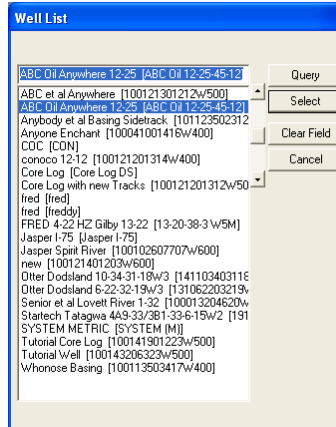 Well List
ABC Oil Anywhere 12-25 [ABC Oil 12-25-45-12]
Query
ABC et al Anywhere [100121301212W500]
ABC Oil Anywhere 12-25 [ABC Oil 12-25-45-12]
Select
Anybody et al Basing Sidetrack [101123502312
Anyone Enchant [100041001416W400]
Clear Field
COC [CON]
conoco 12-12 [100121201314W400]
Cancel
Core Log [Core Log DS]
Core Log with new Tracks [100121201312W50
fred [fred]
fred [freddy]
FRED 4-22 HZ Gilby 13-22 [13-20-38-3 W5M]
Jasper I-75 [Jasper I-75]
Jasper Spirit River [100102607707W600]
new [100121401203W600]
Otter Dodsland 10-34-31-18W3 [141103403118
Otter Dodsland 6-22-32-19W3 [131062203219W
Senior et al Lovett River 1-32 [100013204620W
Startech Tatagwa 4A9-33/3B1-33-6-15W2 [191
SYSTEM METRIC [SYSTEM (M)]
Tutorial Core Log [100141901223W500]
Tutorial Well [100143206323W500]
Whonose Basing [100113503417W400]